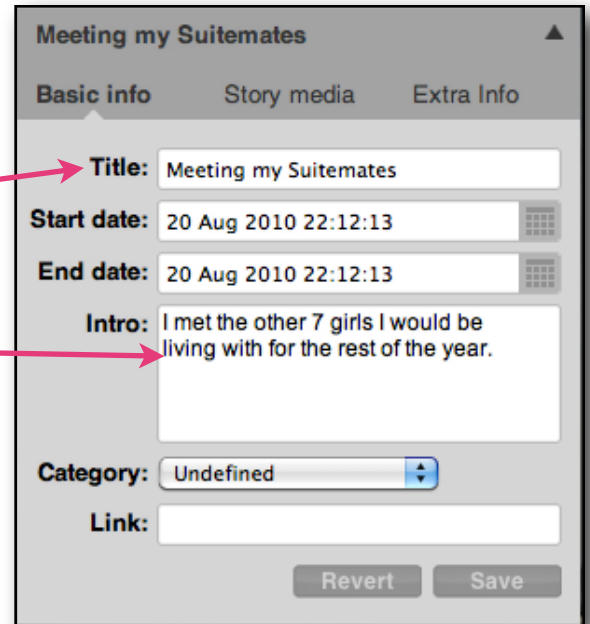 Meeting my Suitemates
Basic info Story media Extra Info
Title: Meeting my Suitemates
Start date: 20 Aug 2010 22:12:13
End date: 20 Aug 2010 22:12:13
Intro: I met the other 7 girls I would be
living with for the rest of the year.
Category: Undefined
Link:
Revert Save